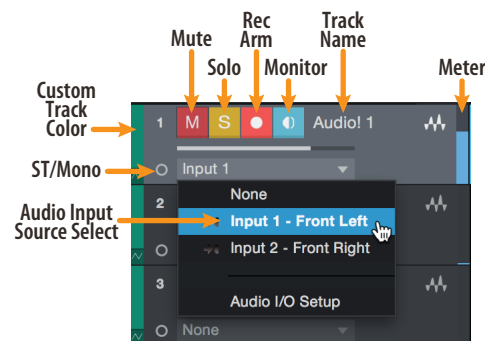 Mute
Rec
Arm
Track
Name
Solo
Monitor
Meter
Custom
Track
Color
1 M S Audio! 1
ST/Mono
Input 1
None
2
Audio Input
Source Select
Input 1 - Front Left
Input 2 - Front Right
3
Audio I/O Setup
None